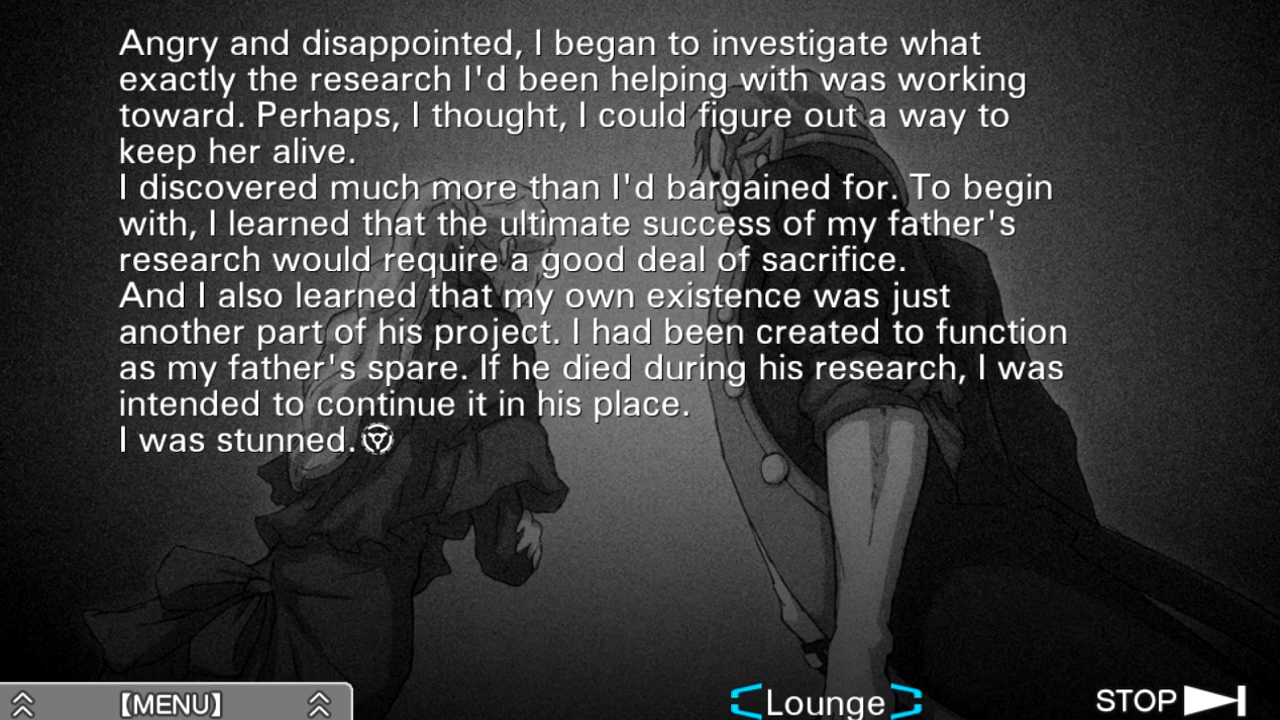 Angry and disappointed, I began to investigate what
exactly the research I'd been helping with was working
toward. Perhaps, I thought, I could figure out a way to
keep her alive.
I discovered much more than I'd bargained for. To begin
with, I learned that the ultimate success of my father's
research would require a good deal of sacrifice.
And I also learned that my own existence was just
another part of his project. I had been created to function
as my father's spare. If he died during his research, I was
intended to continue it in his place.
I was stunned.
【MENU】
Lounge
STOP